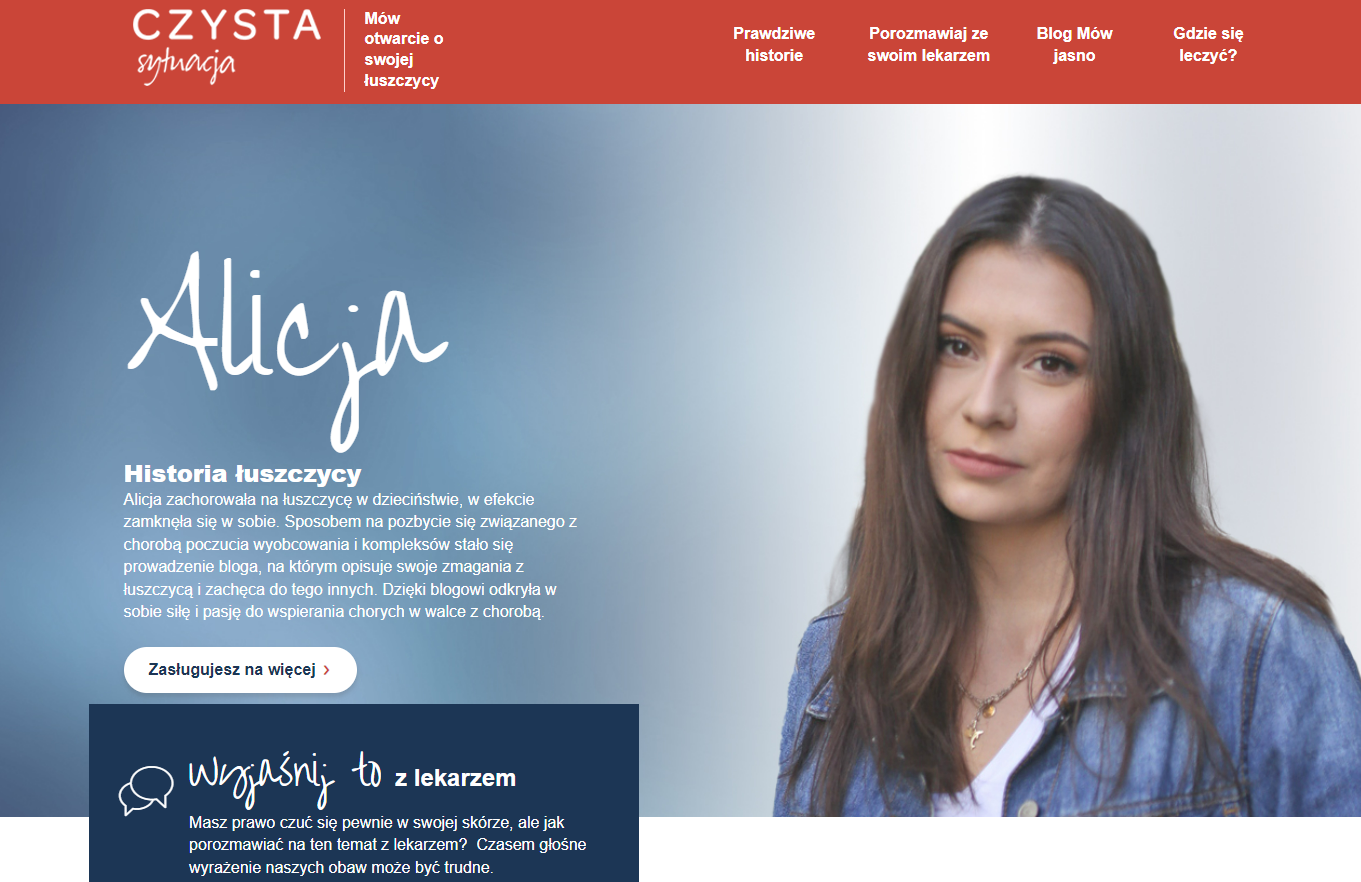 CZYSTA
sytuacja
Mów
otwarcie o
swojej
łuszczycy
Prawdziwe
historie
Porozmawiaj ze
swoim lekarzem
Blog Mów
jasno
Gdzie się
leczyć?
Alicja
Historia łuszczycy
Alicja zachorowała na łuszczycę w dzieciństwie, w efekcie
zamknęła się w sobie. Sposobem na pozbycie się związanego z
chorobą poczucia wyobcowania i kompleksów stało się
prowadzenie bloga, na którym opisuje swoje zmagania z
łuszczycą i zachęca do tego innych. Dzięki blogowi odkryła w
sobie siłę i pasję do wspierania chorych w walce z chorobą.
Zasługujesz na więcej ›
Wyjaśnij to z lekarzem
Masz prawo czuć się pewnie w swojej skórze, ale jak
porozmawiać na ten temat z lekarzem?  Czasem głośne
wyrażenie naszych obaw może być trudne.